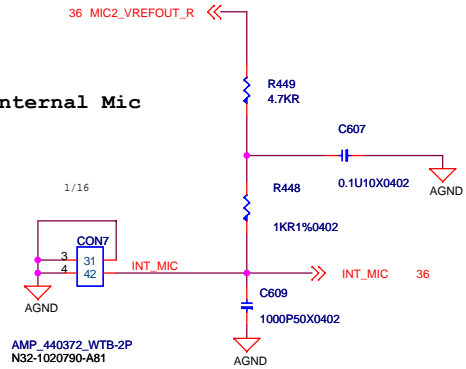 36 MIC2_VREFOUT_R
R449
4.7KR
nternal Mic
C607
0.1U10X0402
AGND
1/16
R448
1KR1%0402
CON7
3 31
4 42
INT_MIC
INT_MIC 36
AGND
C609
1000P50X0402
AGND
AMP_440372_WTB-2P
N32-1020790-A81